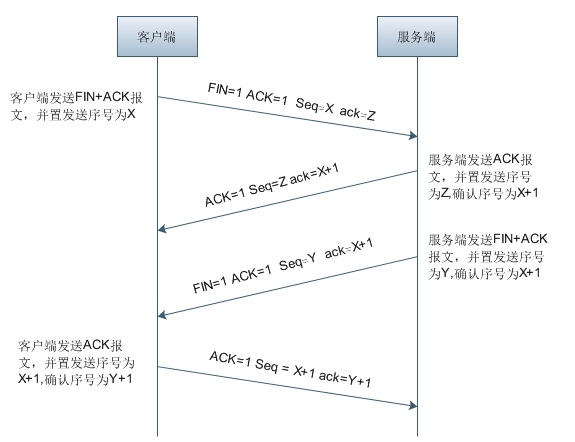 客户端
服务端
客户端发送FIN+ACK报
文，并置发送序号为X
FIN=1 ACK=1 Seq=X ack=Z
服务端发送ACK报
文，并置发送序号
为Z,确认序号为X+1
ACK=1 Seq=Z ack=X+1
服务端发送FIN+ACK
报文，并置发送序号
为Y,确认序号为X+1
FIN=1 ACK=1 Seq=Y ack=X+1
客户端发送ACK报
文，并置发送序号为
X+1,确认序号为Y+1
ACK=1 Seq = X+1 ack=Y+1